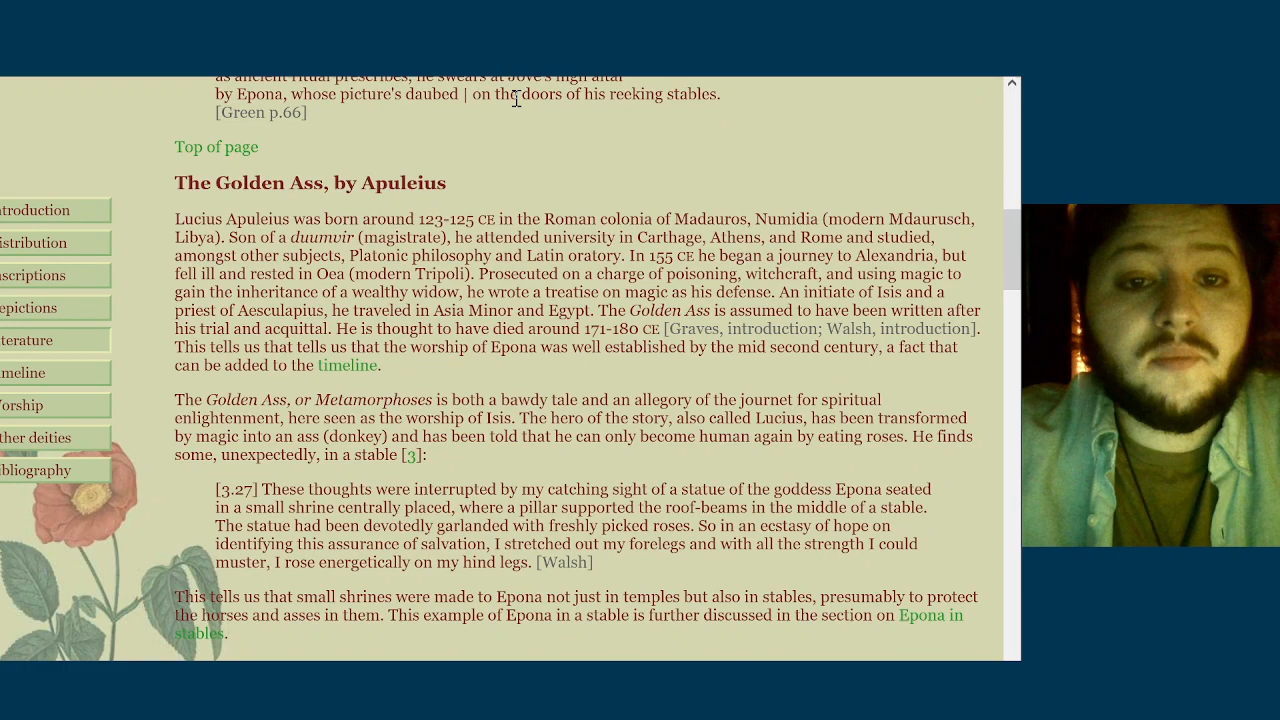 as ancient ritual prescribes, he swears at Jove's high altar
by Epona, whose picture's daubed | on the doors of his reeking stables.
[Green p.66]
Top of page
The Golden Ass, by Apuleius
Lucius Apuleius was born around 123-125 CE in the Roman colonia of Madauros, Numidia (modern Mdaurusch,
Libya). Son of a duumvir (magistrate), he attended university in Carthage, Athens, and Rome and studied,
amongst other subjects, Platonic philosophy and Latin oratory. In 155 CE he began a journey to Alexandria, but
fell ill and rested in Oea (modern Tripoli). Prosecuted on a charge of poisoning, witchcraft, and using magic to
gain the inheritance of a wealthy widow, he wrote a treatise on magic as his defense. An initiate of Isis and a
priest of Aesculapius, he traveled in Asia Minor and Egypt. The Golden Ass is assumed to have been written after
his trial and acquittal. He is thought to have died around 171-180 CE [Graves, introduction; Walsh, introduction].
This tells us that tells us that the worship of Epona was well established by the mid second century, a fact that
can be added to the timeline.
The Golden Ass, or Metamorphoses is both a bawdy tale and an allegory of the journey for spiritual
enlightenment, here seen as the worship of Isis. The hero of the story, also called Lucius, has been transformed
by magic into an ass (donkey) and has been told that he can only become human again by eating roses. He finds
some, unexpectedly, in a stable [3]:
[3.27] These thoughts were interrupted by my catching sight of a statue of the goddess Epona seated
in a small shrine centrally placed, where a pillar supported the roof-beams in the middle of a stable.
The statue had been devotedly garlanded with freshly picked roses. So in an ecstasy of hope on
identifying this assurance of salvation, I stretched out my forelegs and with all the strength I could
muster, I rose energetically on my hind legs. [Walsh]
This tells us that small shrines were made to Epona not just in temples but also in stables, presumably to protect
the horses and asses in them. This example of Epona in a stable is further discussed in the section on Epona in
stables.
ntroduction
istribution
scriptions
epictions
terature
meline
orship
ther deities
ibliography